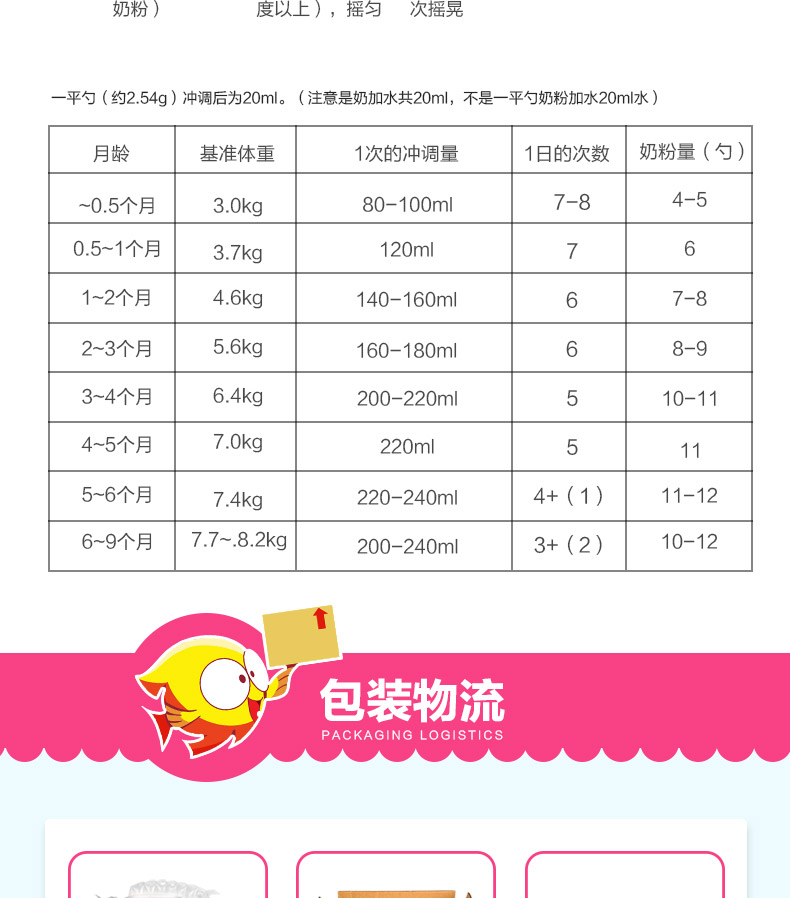 奶粉） 度以上），摇匀 次摇晃
一平勺（约2.54g）冲调后为20ml。（注意是奶加水共20ml，不是一平勺奶粉加水20ml水）
月龄 基准体重 1次的冲调量 1日的次数 奶粉量（勺）
~0.5个月 3.0kg 80-100ml 7-8 4-5
0.5~1个月 3.7kg 120ml 7 6
1~2个月 4.6kg 140-160ml 6 7-8
2~3个月 5.6kg 160-180ml 6 8-9
3~4个月 6.4kg 200-220ml 5 10-11
4~5个月 7.0kg 220ml 5 11
5~6个月 7.4kg 220-240ml 4+（1） 11-12
6~9个月 7.7~.8.2kg 200-240ml 3+（2） 10-12
包装物流
PACKAGING LOGISTICS